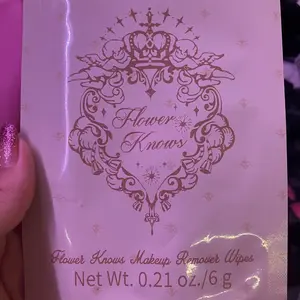 Flower
Knows
Flower Knows Makeup Remover Wipes
Net Wt. 0.21 oz./6 g